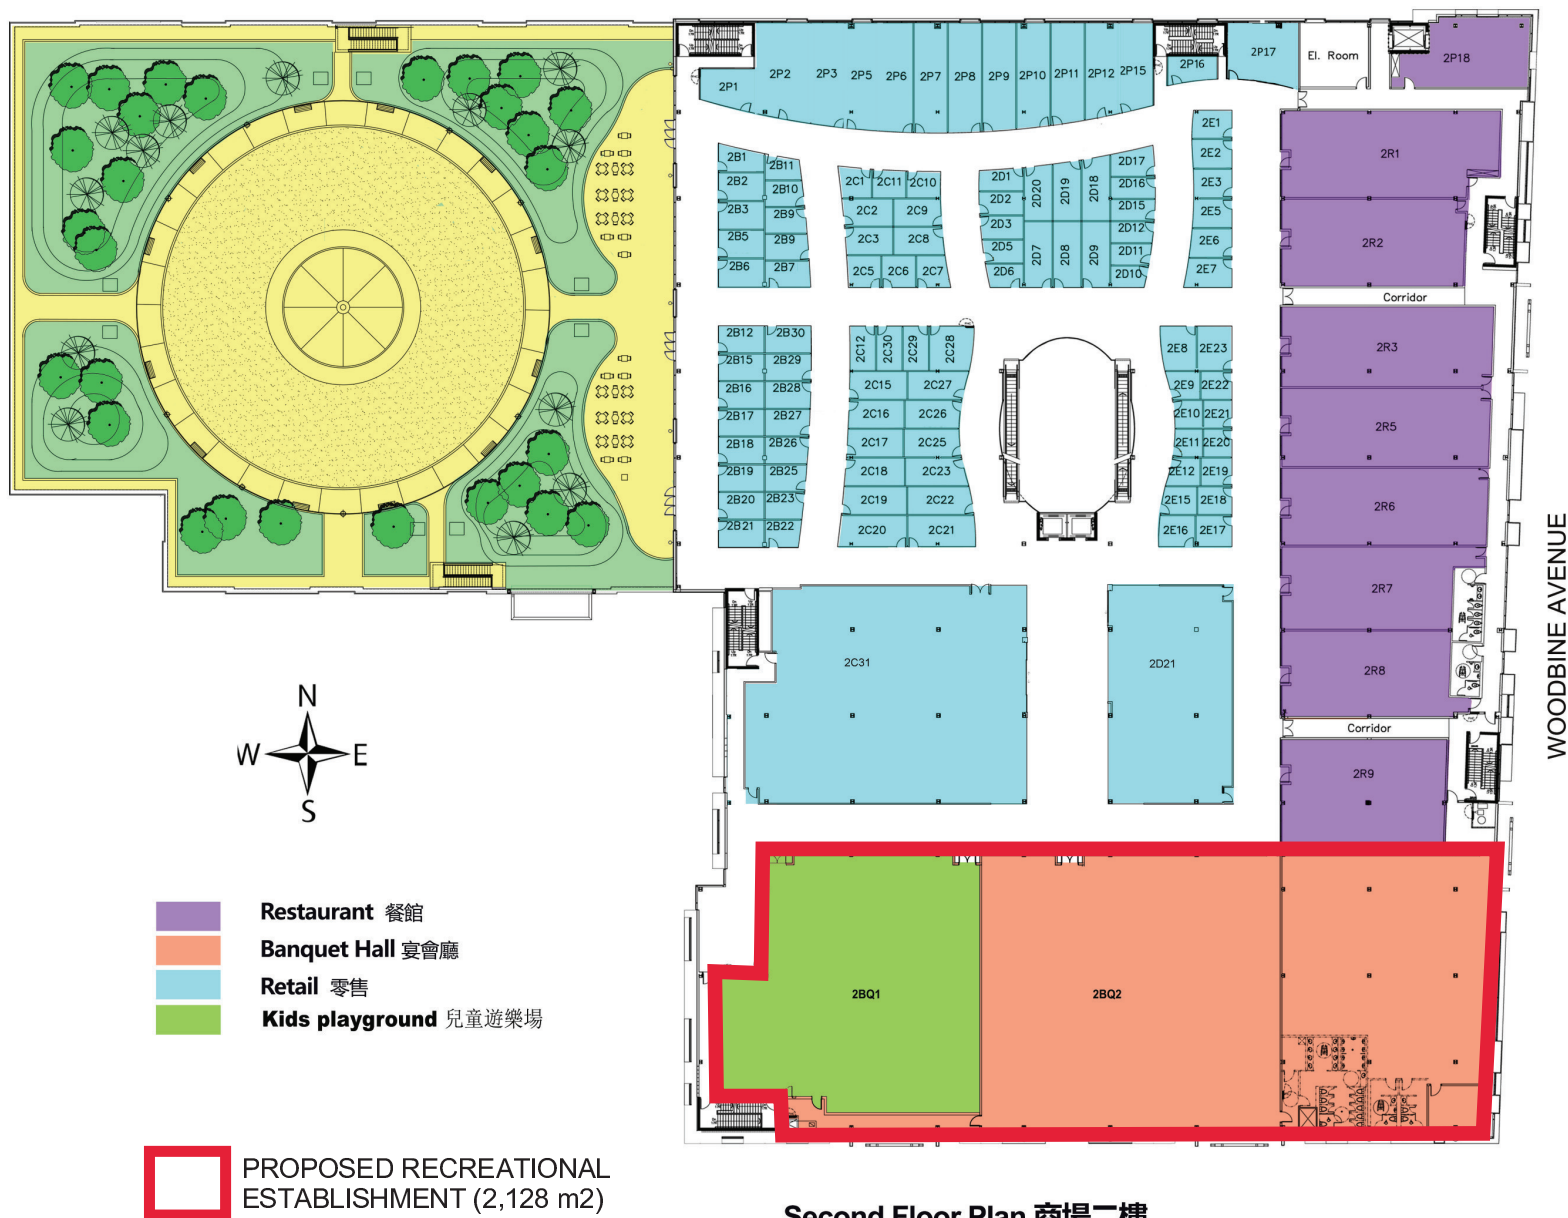 2P1
2P2
2P3
2P5
2P6
2P7
2P8
2P9
2P10
2P11
2P12
2P15
2P16
2P17
El. Room
2P18
2B1
2B2
2B3
2B5
2B6
2B11
2B10
2B9
2B9
2B7
2C1
2C11
2C10
2C2
2C9
2C3
2C8
2C5
2C6
2C7
2D1
2D2
2D3
2D5
2D6
2D20
2D19
2D18
2D7
2D8
2D9
2D17
2D16
2D15
2D12
2D11
2D10
2E1
2E2
2E3
2E5
2E6
2E7
2R1
2R2
Corridor
2B12
2B30
2B15
2B29
2B16
2B28
2B17
2B27
2B18
2B26
2B19
2B25
2B20
2B23
2B21
2B22
2C12
2C30
2C29
2C28
2C15
2C27
2C16
2C26
2C17
2C25
2C18
2C23
2C19
2C22
2C20
2C21
2E8
2E23
2E9
2E22
2E10
2E21
2E11
2E20
2E12
2E19
2E15
2E18
2E16
2E17
2R3
2R5
2R6
2R7
2R8
Corridor
2R9
WOODBINE AVENUE
2C31
2D21
N
W
E
S
Restaurant 餐館
Banquet Hall 宴會廳
Retail 零售
Kids playground 兒童遊樂場
2BQ1
2BQ2
PROPOSED RECREATIONAL
ESTABLISHMENT (2,128 m2)
Second Floor Plan 商場二樓